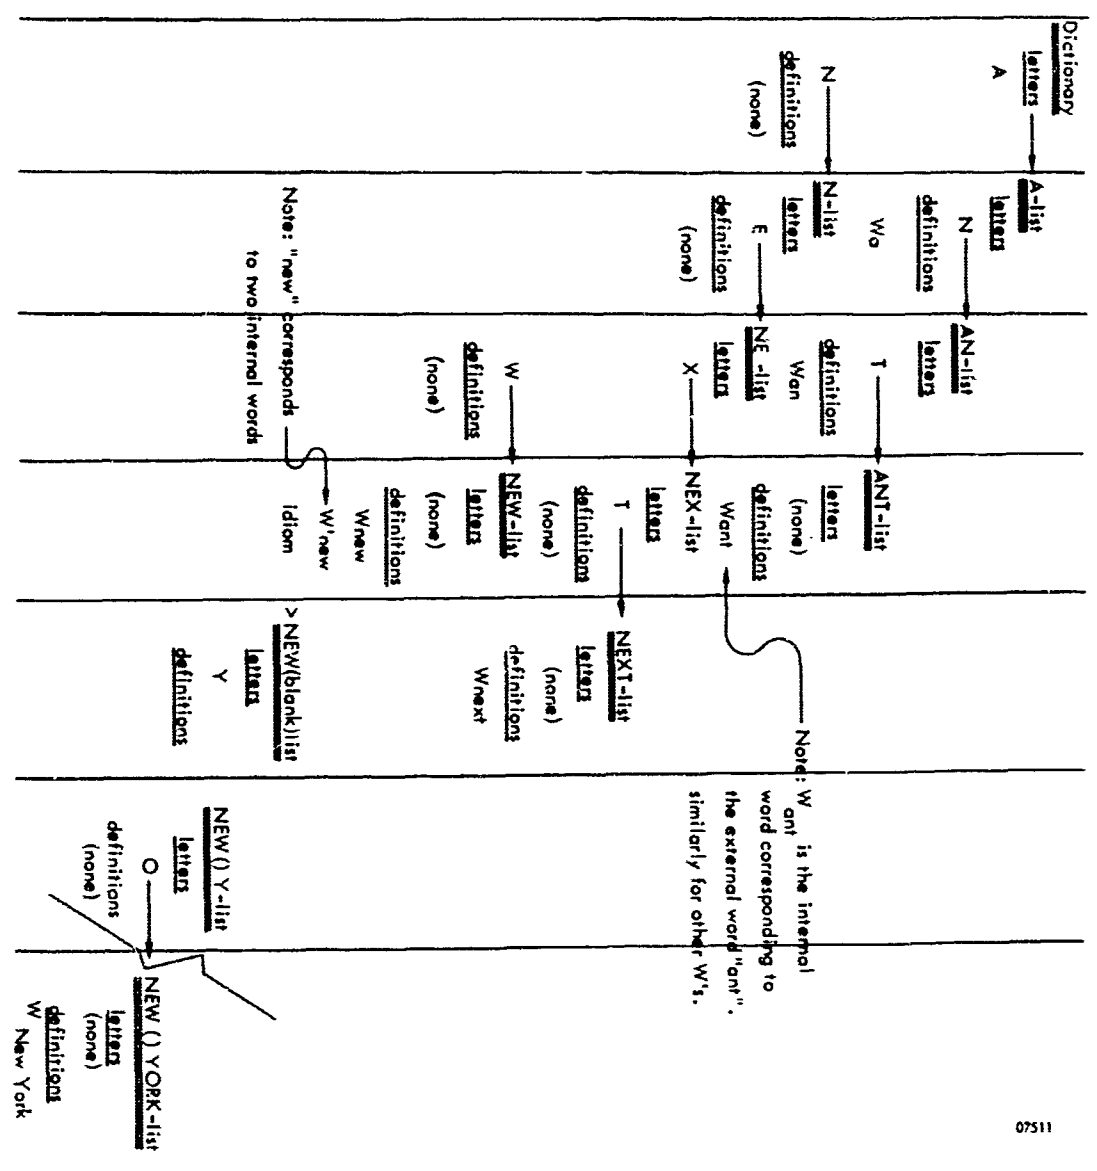 Dictionary
letters
A
N
definitions
(none)
A-list
letters
N
definitions
Wa
N-list
letters
E
definitions
(none)
Note: "new" corresponds
to two internal words
AN-list
letters
T
definitions
Wan
NE-list
letters
X
W
definitions
(none)
ANT-list
letters
(none)
definitions
Want
NEX-list
letters
T
definitions
(none)
NEW-list
letters
(none)
definitions
Wnew
W'new
Idiom
NEXT-list
letters
(none)
definitions
Wnext
> NEW(blank)list
letters
Y
definitions
Note: W ant is the internal
word corresponding to
the external word "ant".
similarly for other W's.
NEW () Y-list
letters
O
definitions
(none)
NEW () YORK-list
letters
(none)
definitions
W New York
07511